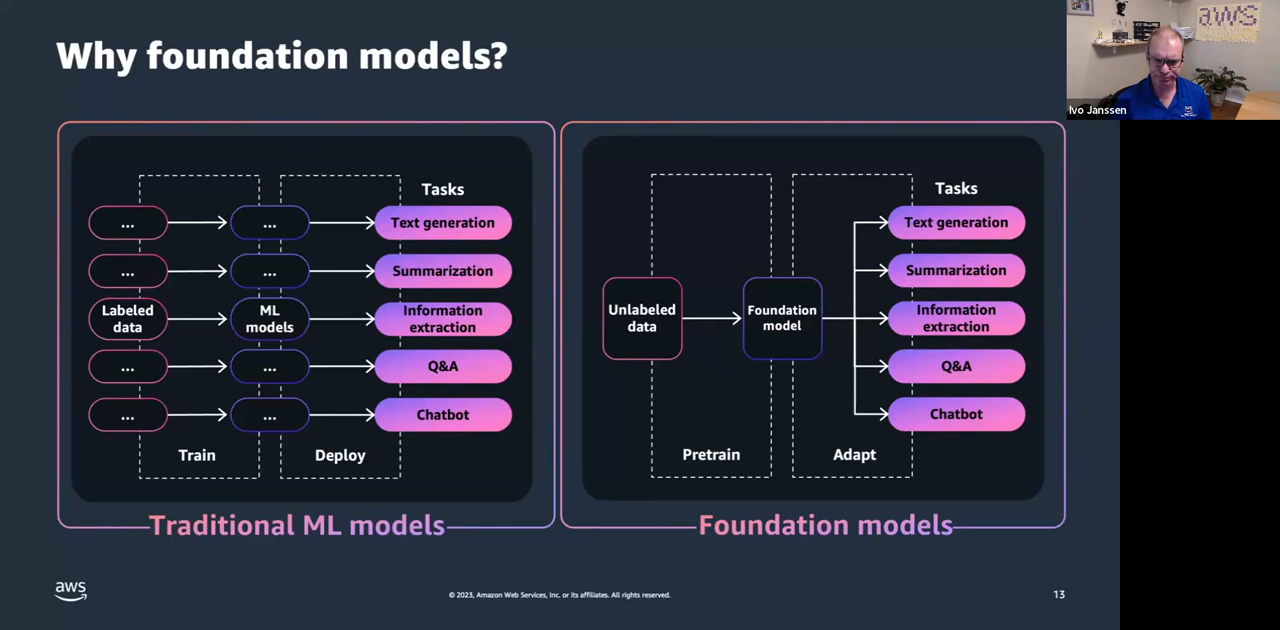 Why foundation models?
aws
Ivo Janssen
Tasks
... ... Text generation
... ... Summarization
Labeled data ML models Information extraction
... ... Q&A
... ... Chatbot
Train Deploy
Traditional ML models
Tasks
Text generation
Summarization
Unlabeled data Foundation model Information extraction
Q&A
Chatbot
Pretrain Adapt
Foundation models
aws
© 2023, Amazon Web Services, Inc. or its affiliates. All rights reserved.
13